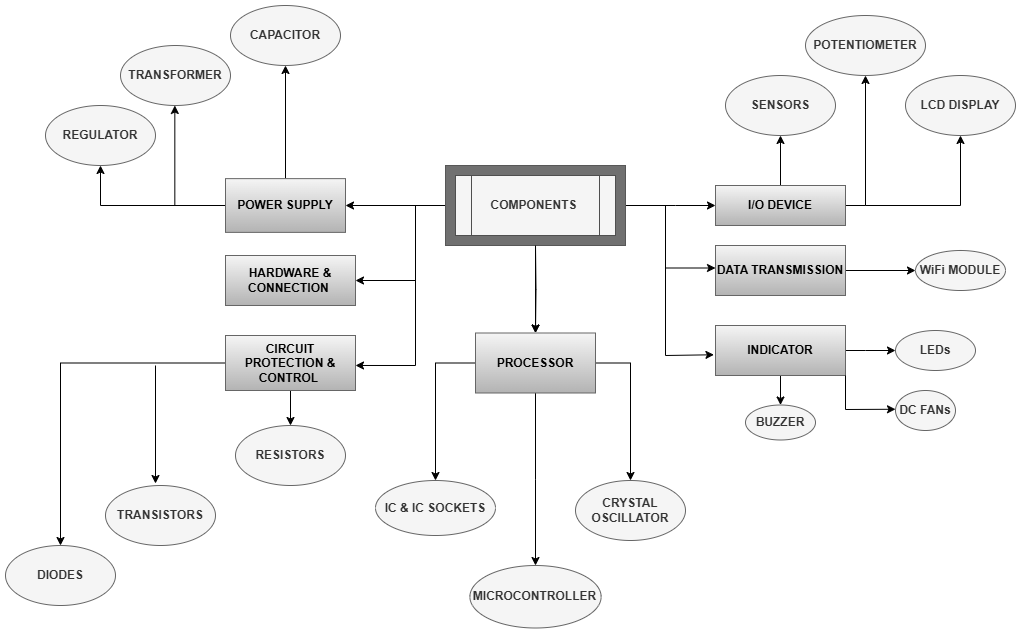 CAPACITOR
POTENTIOMETER
TRANSFORMER
SENSORS
LCD DISPLAY
REGULATOR
POWER SUPPLY
COMPONENTS
I/O DEVICE
HARDWARE &
CONNECTION
DATA TRANSMISSION
WiFi MODULE
CIRCUIT
PROTECTION &
CONTROL
PROCESSOR
INDICATOR
LEDs
DC FANs
BUZZER
RESISTORS
TRANSISTORS
IC & IC SOCKETS
CRYSTAL
OSCILLATOR
DIODES
MICROCONTROLLER